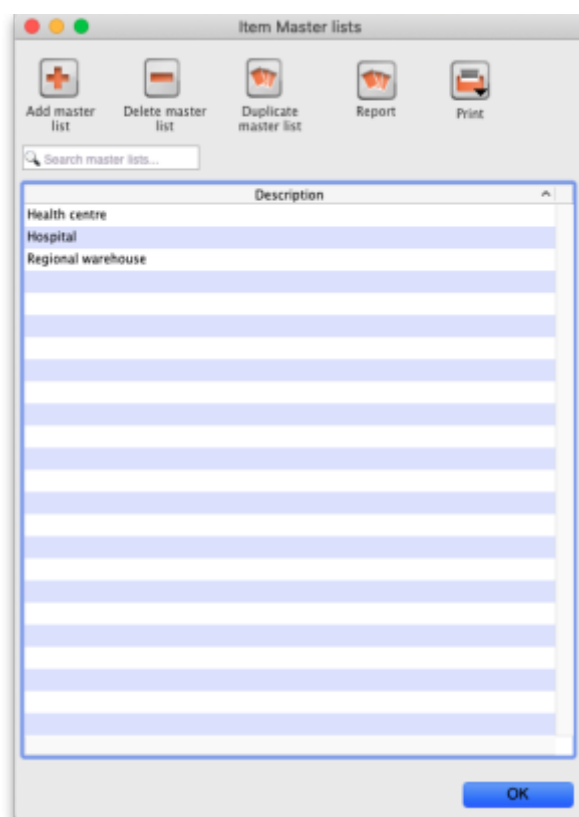 Item Master lists
Add master list
Delete master list
Duplicate master list
Report
Print
Search master lists...
Description
Health centre
Hospital
Regional warehouse
OK